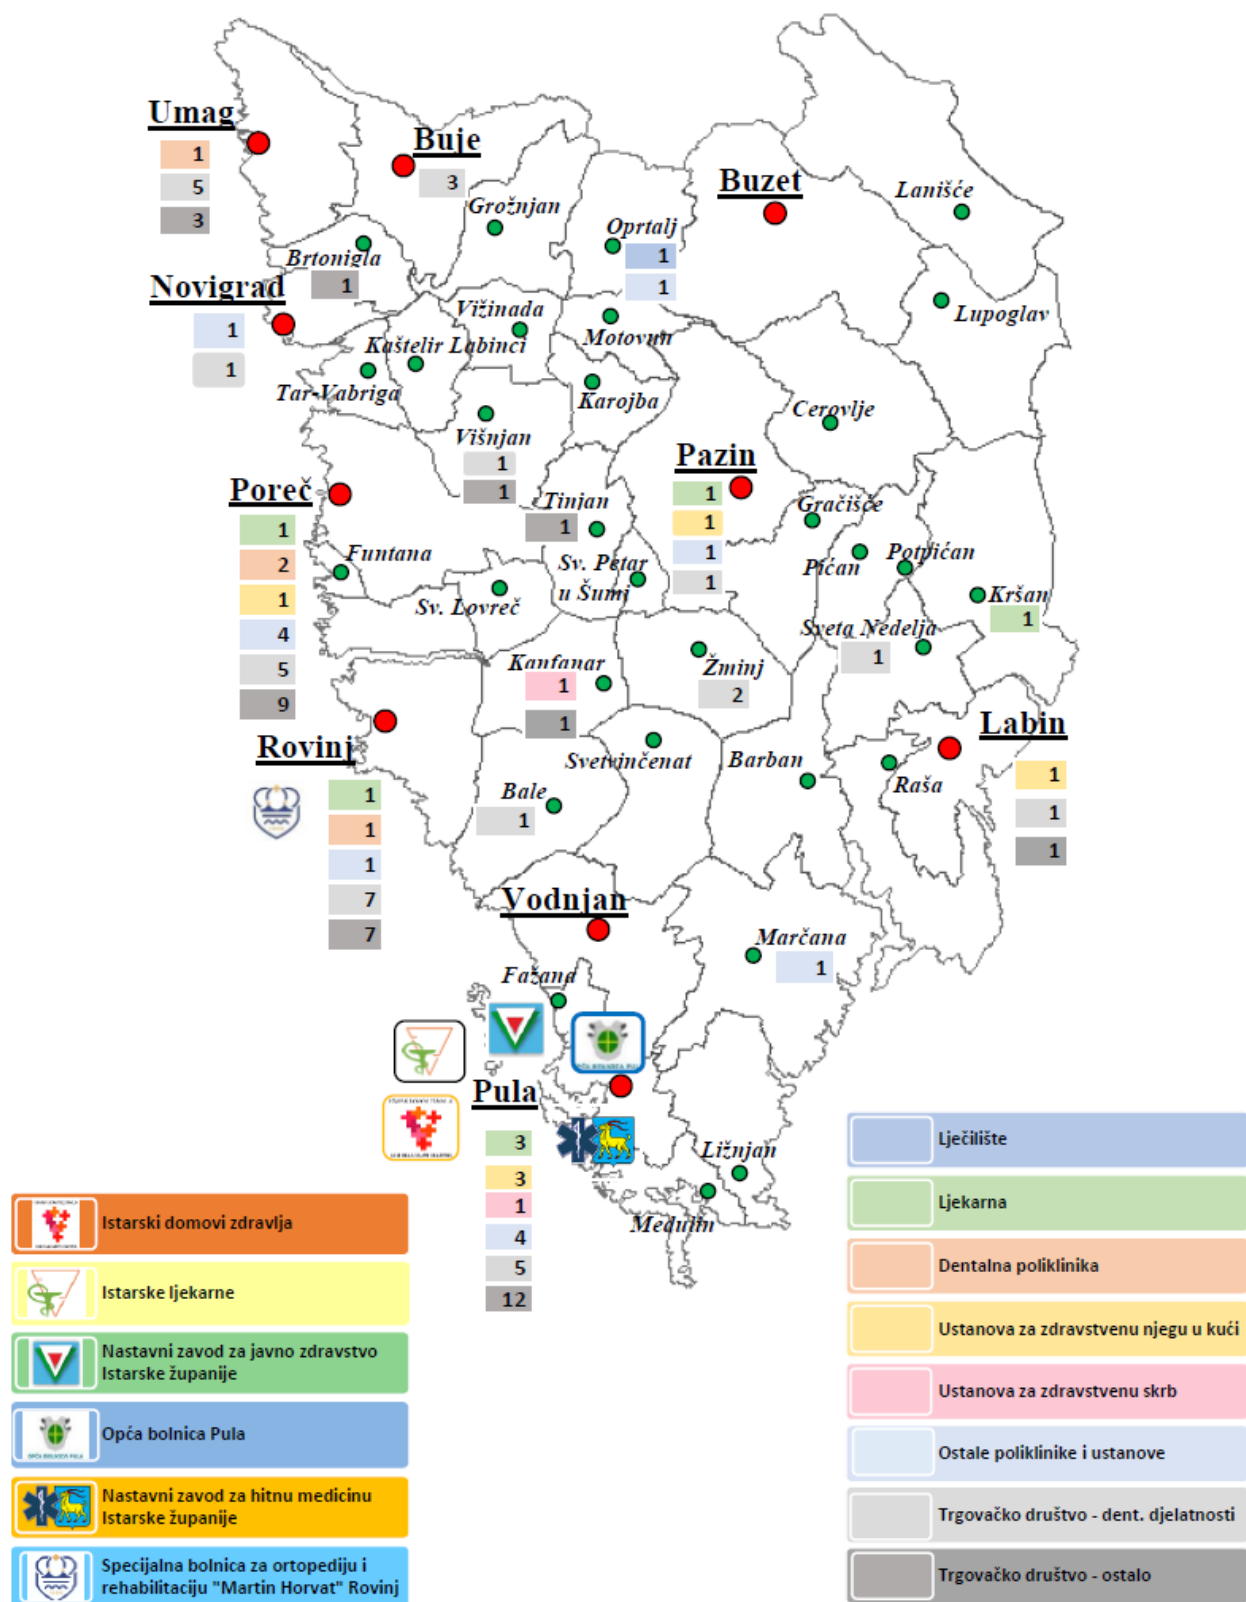 Umag
1
5
3
Buje
3
Grožnjan
Buzet
Lanišće
Oprtalj
1
1
Brtonigla
1
Novigrad
1
1
Vižinada
Motovun
Lupoglav
Kaštelir Labinci
Tar-Vabriga
Karojba
Cerovlje
Višnjan
1
1
Pazin
1
1
1
1
Poreč
1
2
1
4
5
9
Tinjan
1
Gračišće
Funtana
Sv. Petar
u Šumi
Pićan
Potpićan
Sv. Lovreč
Kršan
1
Sveta Nedelja
1
Kanfanar
1
1
Žminj
2
Rovinj
1
1
1
7
7
Labin
1
1
1
Svetvinčenat
Barban
Raša
Bale
1
Vodnjan
Marčana
1
Fažana
OPĆA BOLNICA PULA
Pula
3
3
1
4
5
12
Ližnjan
Medulin
Istarski domovi zdravlja
Istarske ljekarne
Nastavni zavod za javno zdravstvo
Istarske županije
Opća bolnica Pula
OPĆA BOLNICA PULA
Nastavni zavod za hitnu medicinu
Istarske županije
Specijalna bolnica za ortopediju i
rehabilitaciju "Martin Horvat" Rovinj
Lječilište
Ljekarna
Dentalna poliklinika
Ustanova za zdravstvenu njegu u kući
Ustanova za zdravstvenu skrb
Ostale poliklinike i ustanove
Trgovačko društvo - dent. djelatnosti
Trgovačko društvo - ostalo